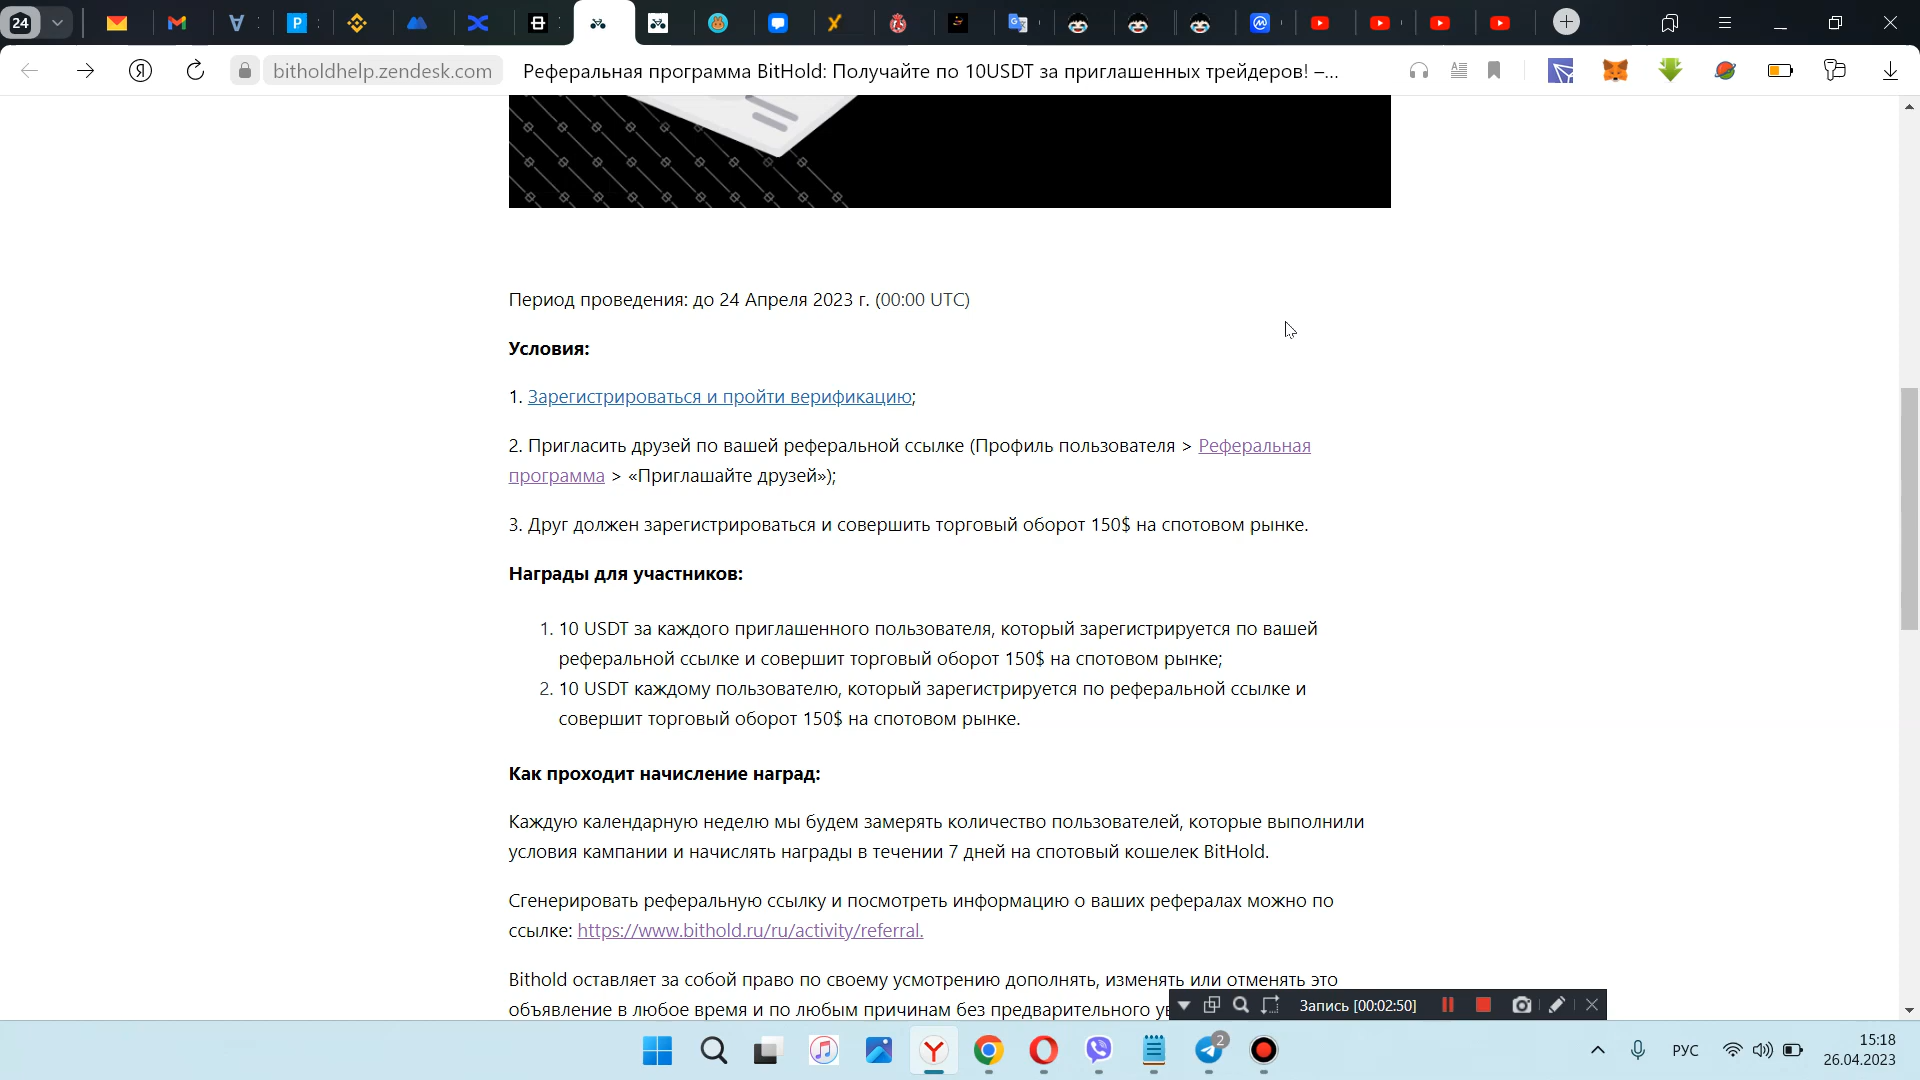 24
bitholdhelp.zendesk.com
Реферальная программа BitHold: Получайте по 10USDT за приглашенных трейдеров! –...
Период проведения: до 24 Апреля 2023 г. (00:00 UTC)
Условия:
1. Зарегистрироваться и пройти верификацию;
2. Пригласить друзей по вашей реферальной ссылке (Профиль пользователя > Реферальная
программа > «Приглашайте друзей»);
3. Друг должен зарегистрироваться и совершить торговый оборот 150$ на спотовом рынке.
Награды для участников:
1. 10 USDT за каждого приглашенного пользователя, который зарегистрируется по вашей
реферальной ссылке и совершит торговый оборот 150$ на спотовом рынке;
2. 10 USDT каждому пользователю, который зарегистрируется по реферальной ссылке и
совершит торговый оборот 150$ на спотовом рынке.
Как проходит начисление наград:
Каждую календарную неделю мы будем замерять количество пользователей, которые выполнили
условия кампании и начислять награды в течении 7 дней на спотовый кошелек BitHold.
Сгенерировать реферальную ссылку и посмотреть информацию о ваших рефералах можно по
ссылке: https://www.bithold.ru/ru/activity/referral.
Bithold оставляет за собой право по своему усмотрению дополнять, изменять или отменять это
объявление в любое время и по любым причинам без предварительного
Запись [00:02:50]
2
РУС
15:18
26.04.2023